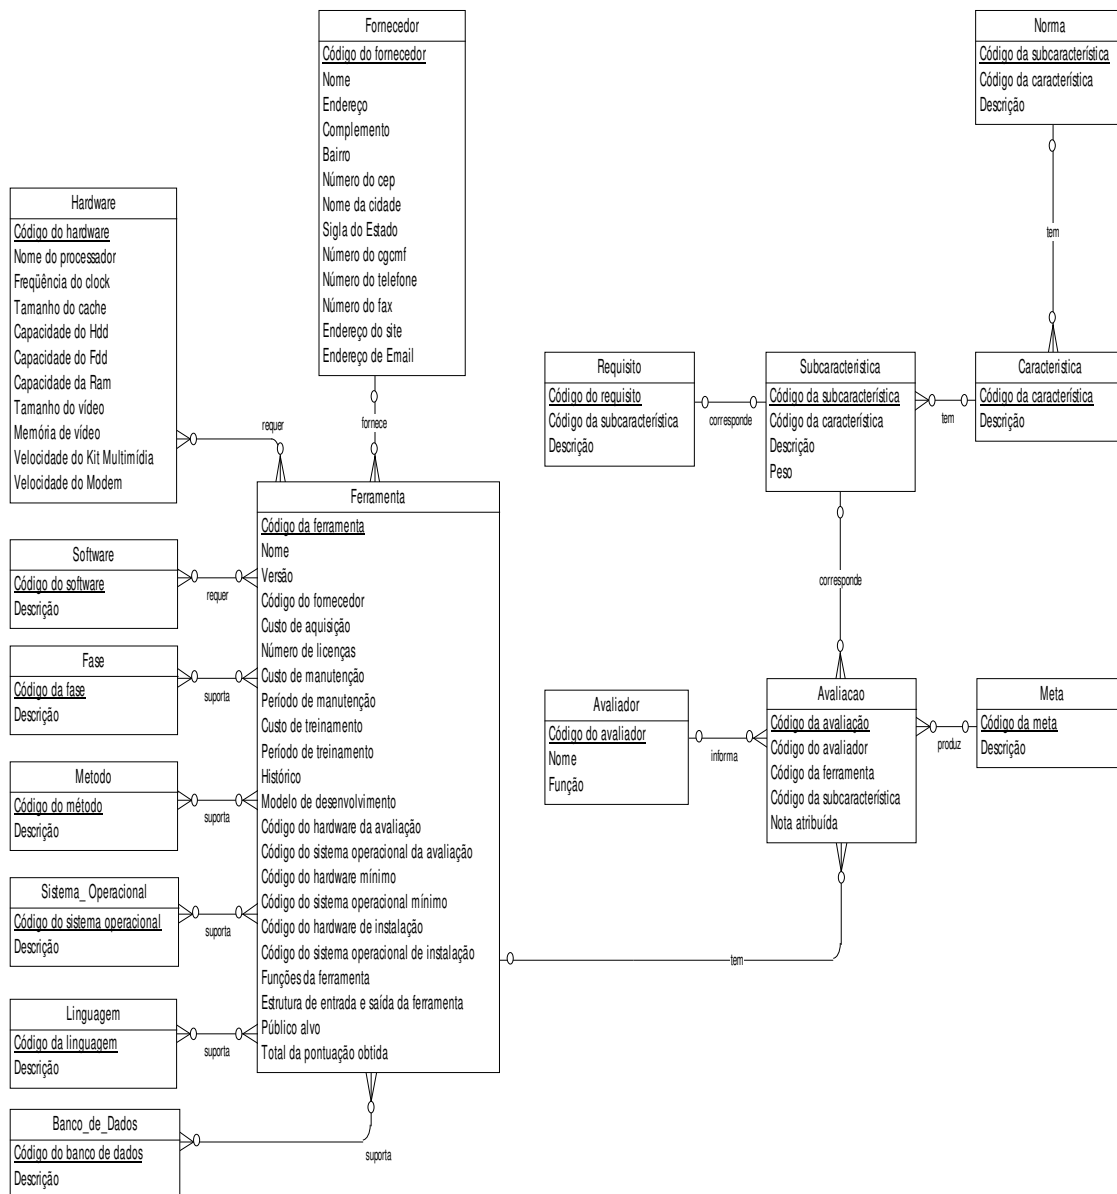 Fornecedor
Código do fornecedor
Nome
Endereço
Complemento
Bairro
Número do cep
Nome da cidade
Sigla do Estado
Número do cgcmf
Número do telefone
Número do fax
Endereço do site
Endereço de Email
Norma
Código da subcaracterística
Código da característica
Descrição
tem
Hardware
Código do hardware
Nome do processador
Freqüência do clock
Tamanho do cache
Capacidade do Hdd
Capacidade do Fdd
Capacidade da Ram
Tamanho do vídeo
Memória de vídeo
Velocidade do Kit Multimídia
Velocidade do Modem
requer
fornece
Requisito
Código do requisito
Código da subcaracterística
Descrição
corresponde
Subcaracteristica
Código da subcaracterística
Código da característica
Descrição
Peso
tem
Caracteristica
Código da característica
Descrição
corresponde
Ferramenta
Código da ferramenta
Nome
Versão
Código do fornecedor
Custo de aquisição
Número de licenças
Custo de manutenção
Período de manutenção
Custo de treinamento
Período de treinamento
Histórico
Modelo de desenvolvimento
Código do hardware da avaliação
Código do sistema operacional da avaliação
Código do hardware mínimo
Código do sistema operacional mínimo
Código do hardware de instalação
Código do sistema operacional de instalação
Funções da ferramenta
Estrutura de entrada e saída da ferramenta
Público alvo
Total da pontuação obtida
Software
Código do software
Descrição
requer
Fase
Código da fase
Descrição
suporta
Metodo
Código do método
Descrição
suporta
Sistema_Operacional
Código do sistema operacional
Descrição
suporta
Linguagem
Código da linguagem
Descrição
suporta
Banco_de_Dados
Código do banco de dados
Descrição
suporta
Avaliador
Código do avaliador
Nome
Função
informa
Avaliacao
Código da avaliação
Código do avaliador
Código da ferramenta
Código da subcaracterística
Nota atribuída
produz
Meta
Código da meta
Descrição
tem